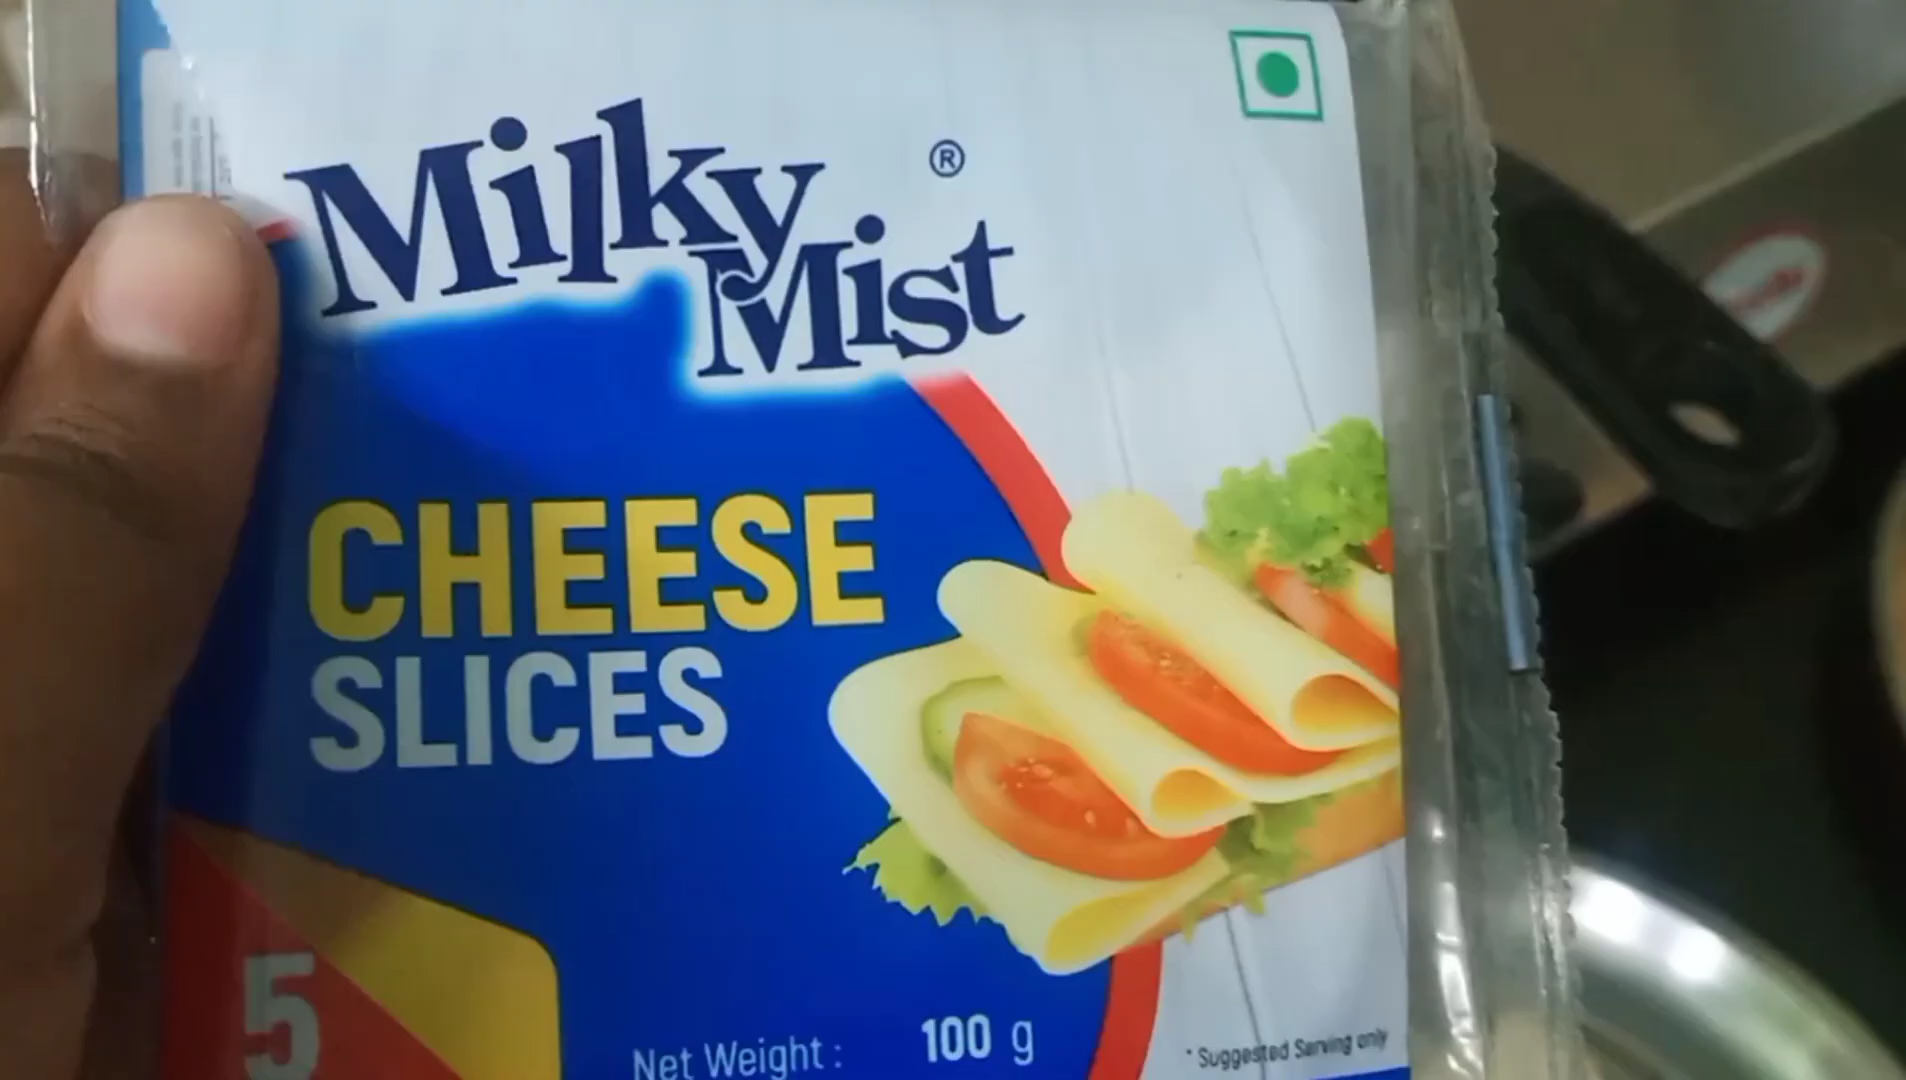 Milky
Mist
®
CHEESE
SLICES
5
Net Weight : 100 g
* Suggested Serving only